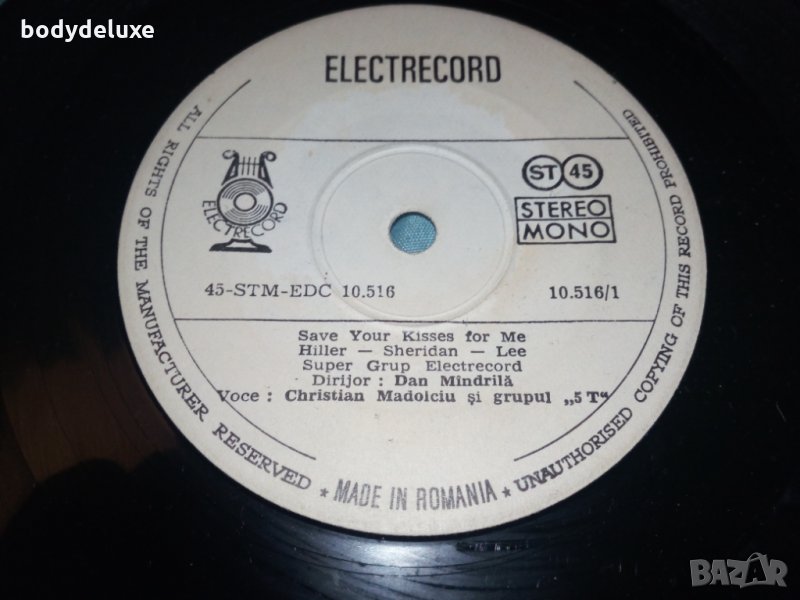 bodydeluxe
ELECTRECORD
ELECTRECORD
ST 45
STEREO
MONO
45-STM-EDC 10.516
10.516/1
Save Your Kisses for Me
Hiller — Sheridan — Lee
Super Grup Electrecord
Dirijor : Dan Mîndrilă
Voce : Christian Madolciu și grupul „5 T“
ALL RIGHTS OF THE MANUFACTURER RESERVED ★ MADE IN ROMANIA ★ UNAUTHORISED COPYING OF THIS RECORD PROHIBITED
BAZAR